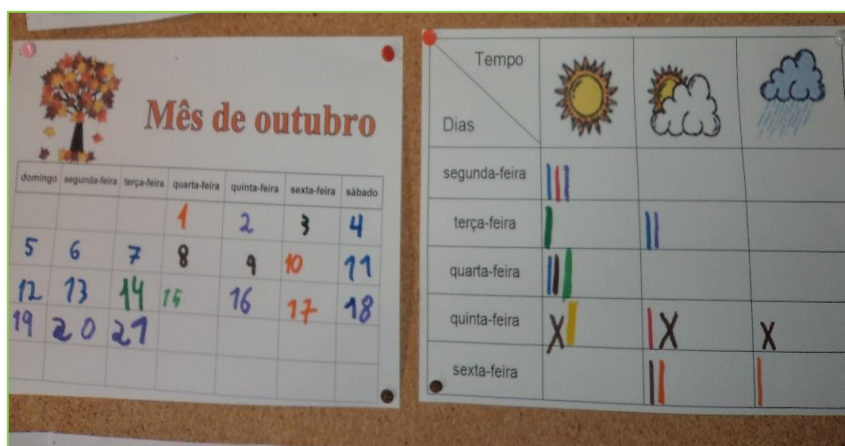 Mês de outubro
domingo segunda-feira terça-feira quarta-feira quinta-feira sexta-feira sábado
1 2 3 4
5 6 7 8 9 10 11
12 13 14 15 16 17 18
19 20 21
Tempo
Dias
segunda-feira
terça-feira
quarta-feira
quinta-feira X X X
sexta-feira